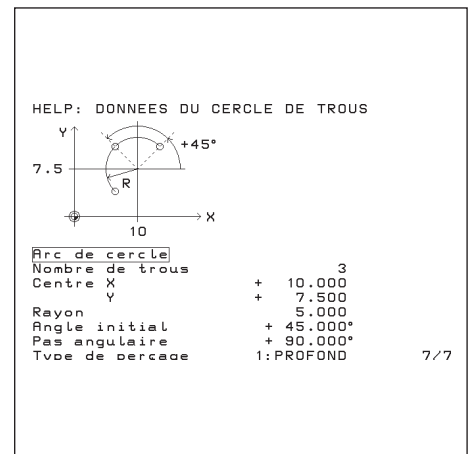 HELP: DONNEES DU CERCLE DE TROUS
Y
+45°
7.5
R
X
10
Arc de cercle
Nombre de trous 3
Centre X + 10.000
Y + 7.500
Rayon 5.000
Angle initial + 45.000°
Pas angulaire + 90.000°
Type de perçage 1:PROFOND 7/7